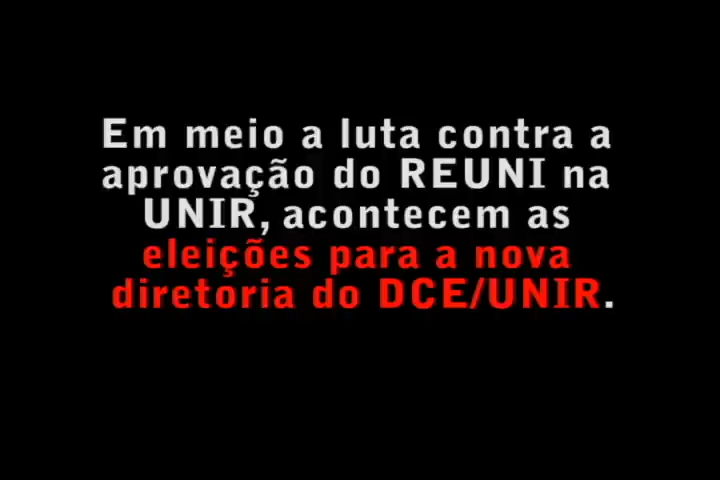 Em meio a luta contra a
aprovação do REUNI na
UNIR, acontecem as
eleições para a nova
diretoria do DCE/UNIR.